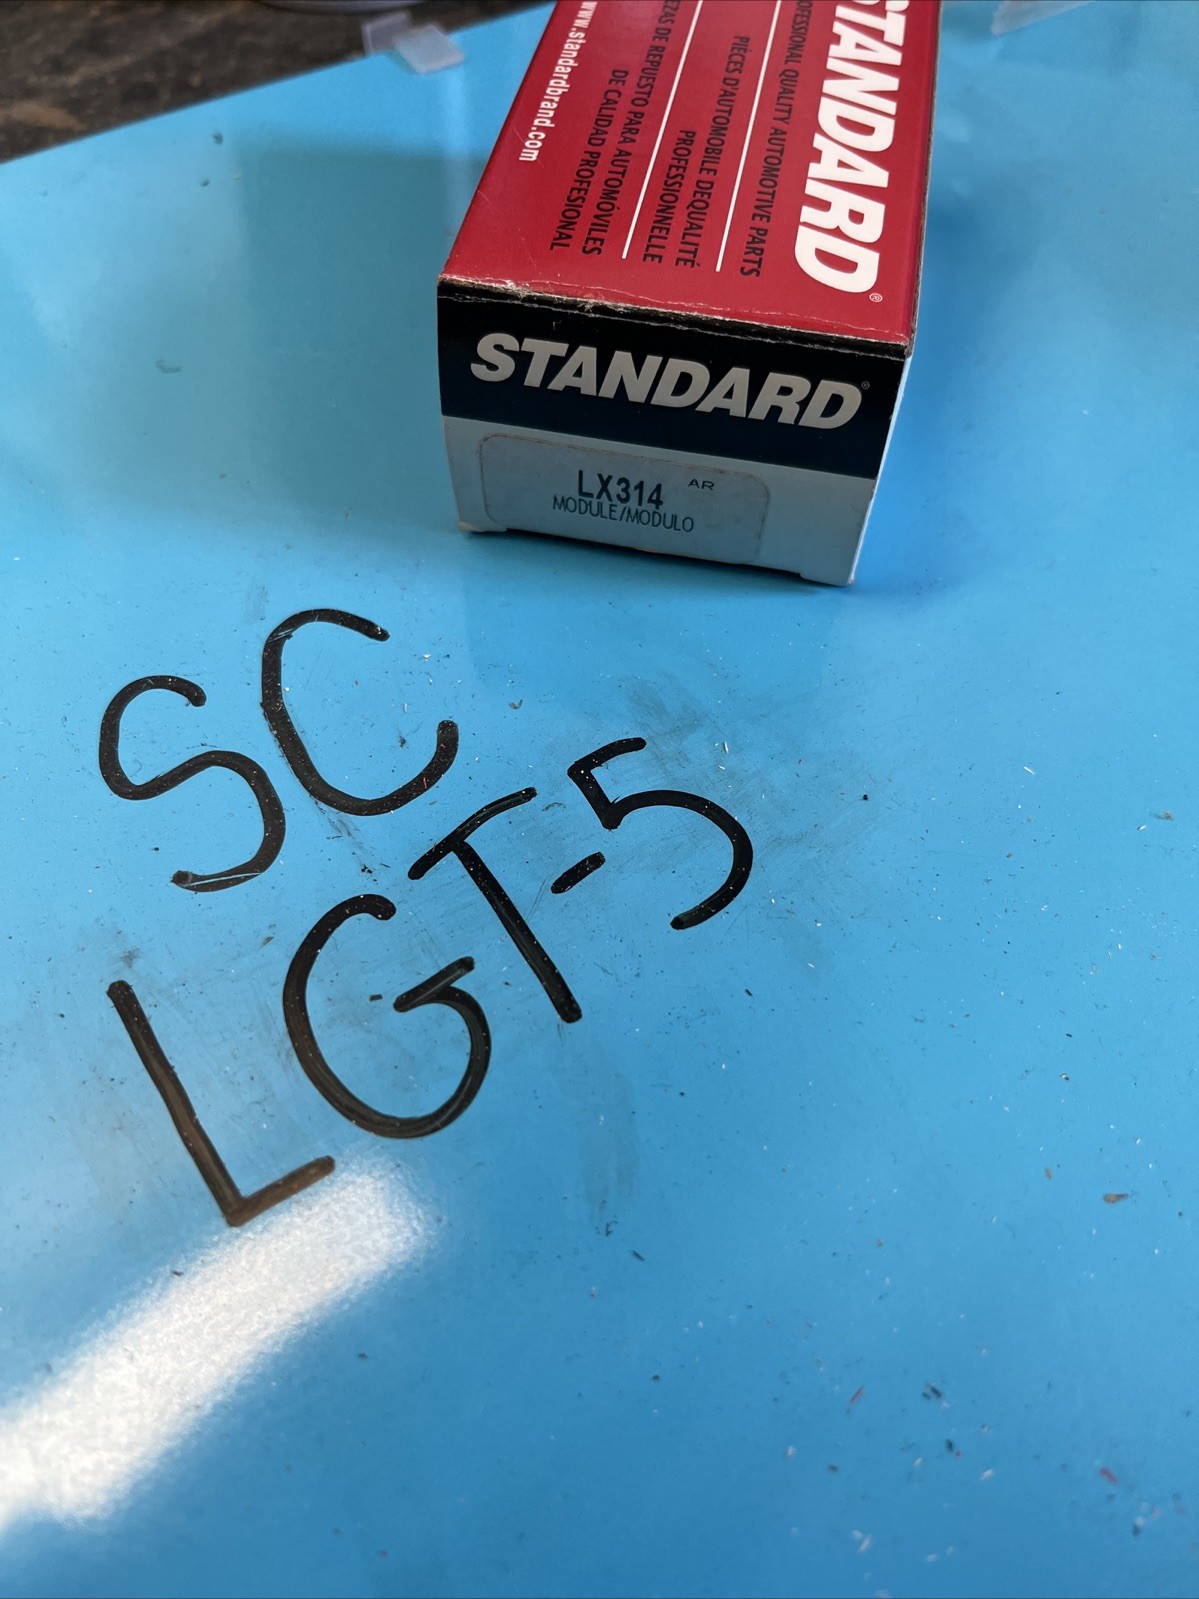 STANDARD®
PROFESSIONAL QUALITY AUTOMOTIVE PARTS
PIÈCES D'AUTOMOBILE DEQUALITÉ
PROFESSIONNELLE
DE REPUESTO PARA AUTOMÓVILES
DE CALIDAD PROFESIONAL
www.standardbrand.com
STANDARD®
LX314 AR
MODULE/MODULO
SC
LGT-5